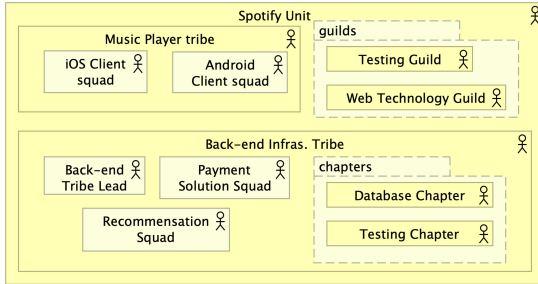 Spotify Unit
Music Player tribe
iOS Client
squad
Android
Client squad
guilds
Testing Guild
Web Technology Guild
Back-end Infras. Tribe
Back-end
Tribe Lead
Payment
Solution Squad
Recommensation
Squad
chapters
Database Chapter
Testing Chapter